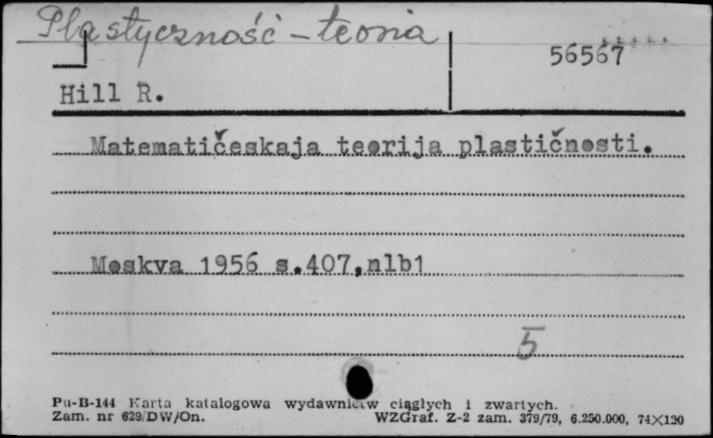 Plastyczność - teoria
56567
Hill R.
Matematičeskaja teorija plastičnosti.
Moskva 1956 s.407,nlb1
5
Pu-B-144 Karta katalogowa wydawnictw ciągłych i zwartych.
Zam. nr 629/DW/On. WZGraf. Z-2 zam. 379/79, 6.250.000, 74×120